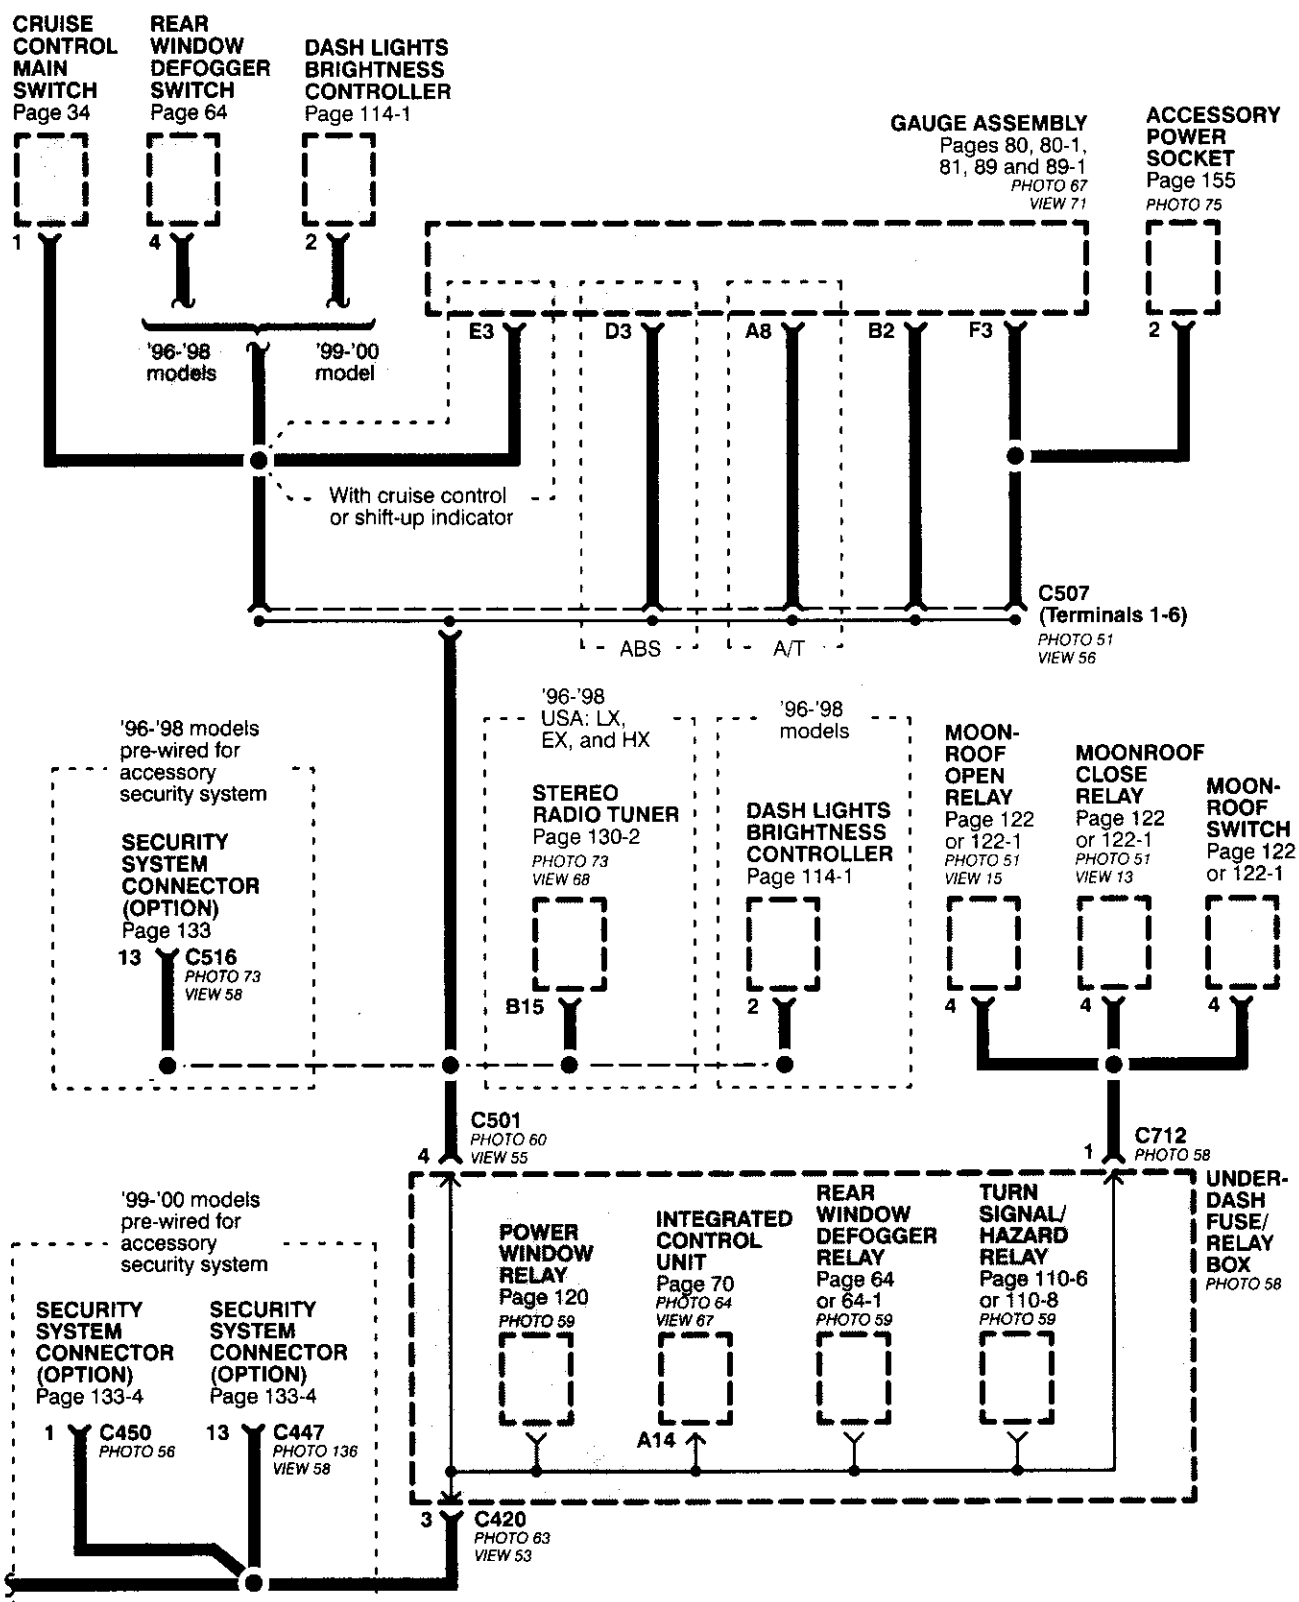 CRUISE
CONTROL
MAIN
SWITCH
Page 34
1
REAR
WINDOW
DEFOGGER
SWITCH
Page 64
4
DASH LIGHTS
BRIGHTNESS
CONTROLLER
Page 114-1
2
GAUGE ASSEMBLY
Pages 80, 80-1,
81, 89 and 89-1
PHOTO 67
VIEW 71
ACCESSORY
POWER
SOCKET
Page 155
PHOTO 75
E3
D3
A8
B2
F3
2
'96-'98
models
'99-'00
model
With cruise control
or shift-up indicator
C507
(Terminals 1-6)
PHOTO 51
VIEW 56
ABS
A/T
'96-'98 models
pre-wired for
accessory
security system
SECURITY
SYSTEM
CONNECTOR
(OPTION)
Page 133
13
C516
PHOTO 73
VIEW 58
'96-'98
USA: LX,
EX, and HX
STEREO
RADIO TUNER
Page 130-2
PHOTO 73
VIEW 68
B15
'96-'98
models
DASH LIGHTS
BRIGHTNESS
CONTROLLER
Page 114-1
2
MOON-
ROOF
OPEN
RELAY
Page 122
or 122-1
PHOTO 51
VIEW 15
4
MOONROOF
CLOSE
RELAY
Page 122
or 122-1
PHOTO 51
VIEW 13
4
MOON-
ROOF
SWITCH
Page 122
or 122-1
4
C501
PHOTO 60
VIEW 55
4
1
C712
PHOTO 58
UNDER-
DASH
FUSE/
RELAY
BOX
PHOTO 58
POWER
WINDOW
RELAY
Page 120
PHOTO 59
INTEGRATED
CONTROL
UNIT
Page 70
PHOTO 64
VIEW 67
A14
REAR
WINDOW
DEFOGGER
RELAY
Page 64
or 64-1
PHOTO 59
TURN
SIGNAL/
HAZARD
RELAY
Page 110-6
or 110-8
PHOTO 59
'99-'00 models
pre-wired for
accessory
security system
SECURITY
SYSTEM
CONNECTOR
(OPTION)
Page 133-4
1
C450
PHOTO 56
SECURITY
SYSTEM
CONNECTOR
(OPTION)
Page 133-4
13
C447
PHOTO 136
VIEW 58
3
C420
PHOTO 63
VIEW 53